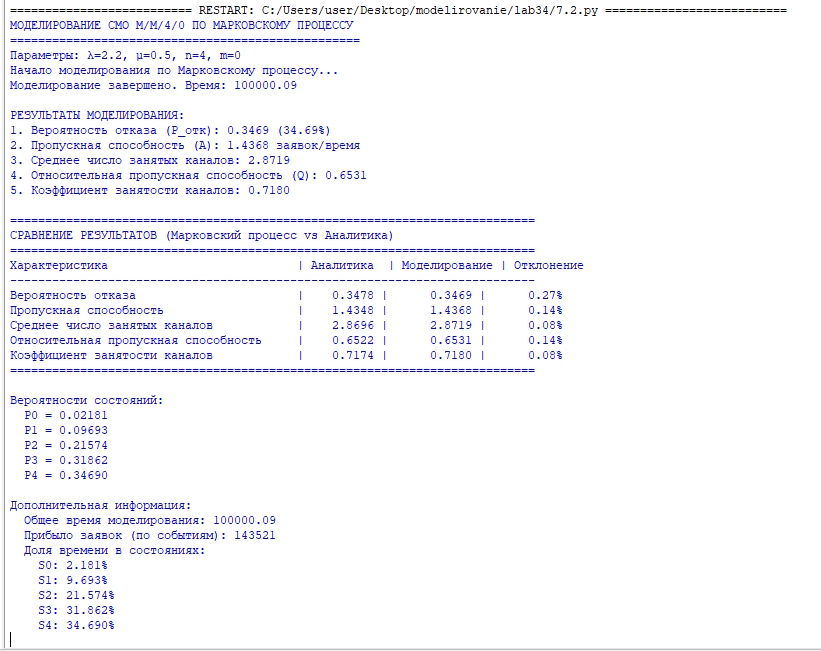 ========================== RESTART: C:/Users/user/Desktop/modelirovanie/lab34/7.2.py ==========================
МОДЕЛИРОВАНИЕ СМО M/M/4/0 ПО МАРКОВСКОМУ ПРОЦЕССУ
==================================================
Параметры: λ=2.2, μ=0.5, n=4, m=0
Начало моделирования по Марковскому процессу...
Моделирование завершено. Время: 100000.09
РЕЗУЛЬТАТЫ МОДЕЛИРОВАНИЯ:
1. Вероятность отказа (P_отк): 0.3469 (34.69%)
2. Пропускная способность (A): 1.4368 заявок/время
3. Среднее число занятых каналов: 2.8719
4. Относительная пропускная способность (Q): 0.6531
5. Коэффициент занятости каналов: 0.7180
===========================================================================
СРАВНЕНИЕ РЕЗУЛЬТАТОВ (Марковский процесс vs Аналитика)
===========================================================================
Характеристика | Аналитика | Моделирование | Отклонение
---------------------------------------------------------------------------
Вероятность отказа | 0.3478 | 0.3469 | 0.27%
Пропускная способность | 1.4348 | 1.4368 | 0.14%
Среднее число занятых каналов | 2.8696 | 2.8719 | 0.08%
Относительная пропускная способность | 0.6522 | 0.6531 | 0.14%
Коэффициент занятости каналов | 0.7174 | 0.7180 | 0.08%
===========================================================================
Вероятности состояний:
P0 = 0.02181
P1 = 0.09693
P2 = 0.21574
P3 = 0.31862
P4 = 0.34690
Дополнительная информация:
Общее время моделирования: 100000.09
Прибыло заявок (по событиям): 143521
Доля времени в состояниях:
S0: 2.181%
S1: 9.693%
S2: 21.574%
S3: 31.862%
S4: 34.690%